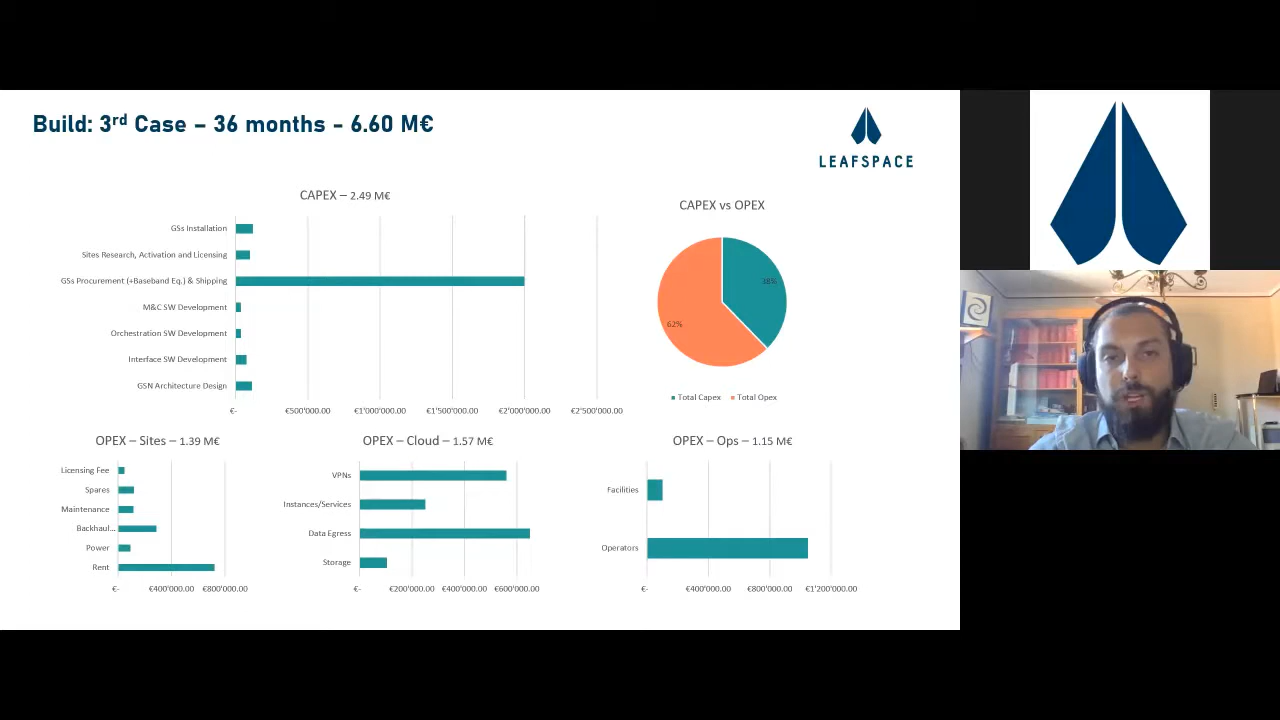 Build: 3rd Case – 36 months - 6.60 M€
LEAFSPACE
CAPEX – 2.49 M€
GSs Installation
Sites Research, Activation and Licensing
GSs Procurement (+Baseband Eq.) & Shipping
M&C SW Development
Orchestration SW Development
Interface SW Development
GSN Architecture Design
€- €500'000.00 €1'000'000.00 €1'500'000.00 €2'000'000.00 €2'500'000.00
CAPEX vs OPEX
38%
62%
Total Capex Total Opex
OPEX – Sites – 1.39 M€
Licensing Fee
Spares
Maintenance
Backhaul...
Power
Rent
€- €400'000.00 €800'000.00
OPEX – Cloud – 1.57 M€
VPNs
Instances/Services
Data Egress
Storage
€- €200'000.00 €400'000.00 €600'000.00
OPEX – Ops – 1.15 M€
Facilities
Operators
€- €400'000.00 €800'000.00 €1'200'000.00